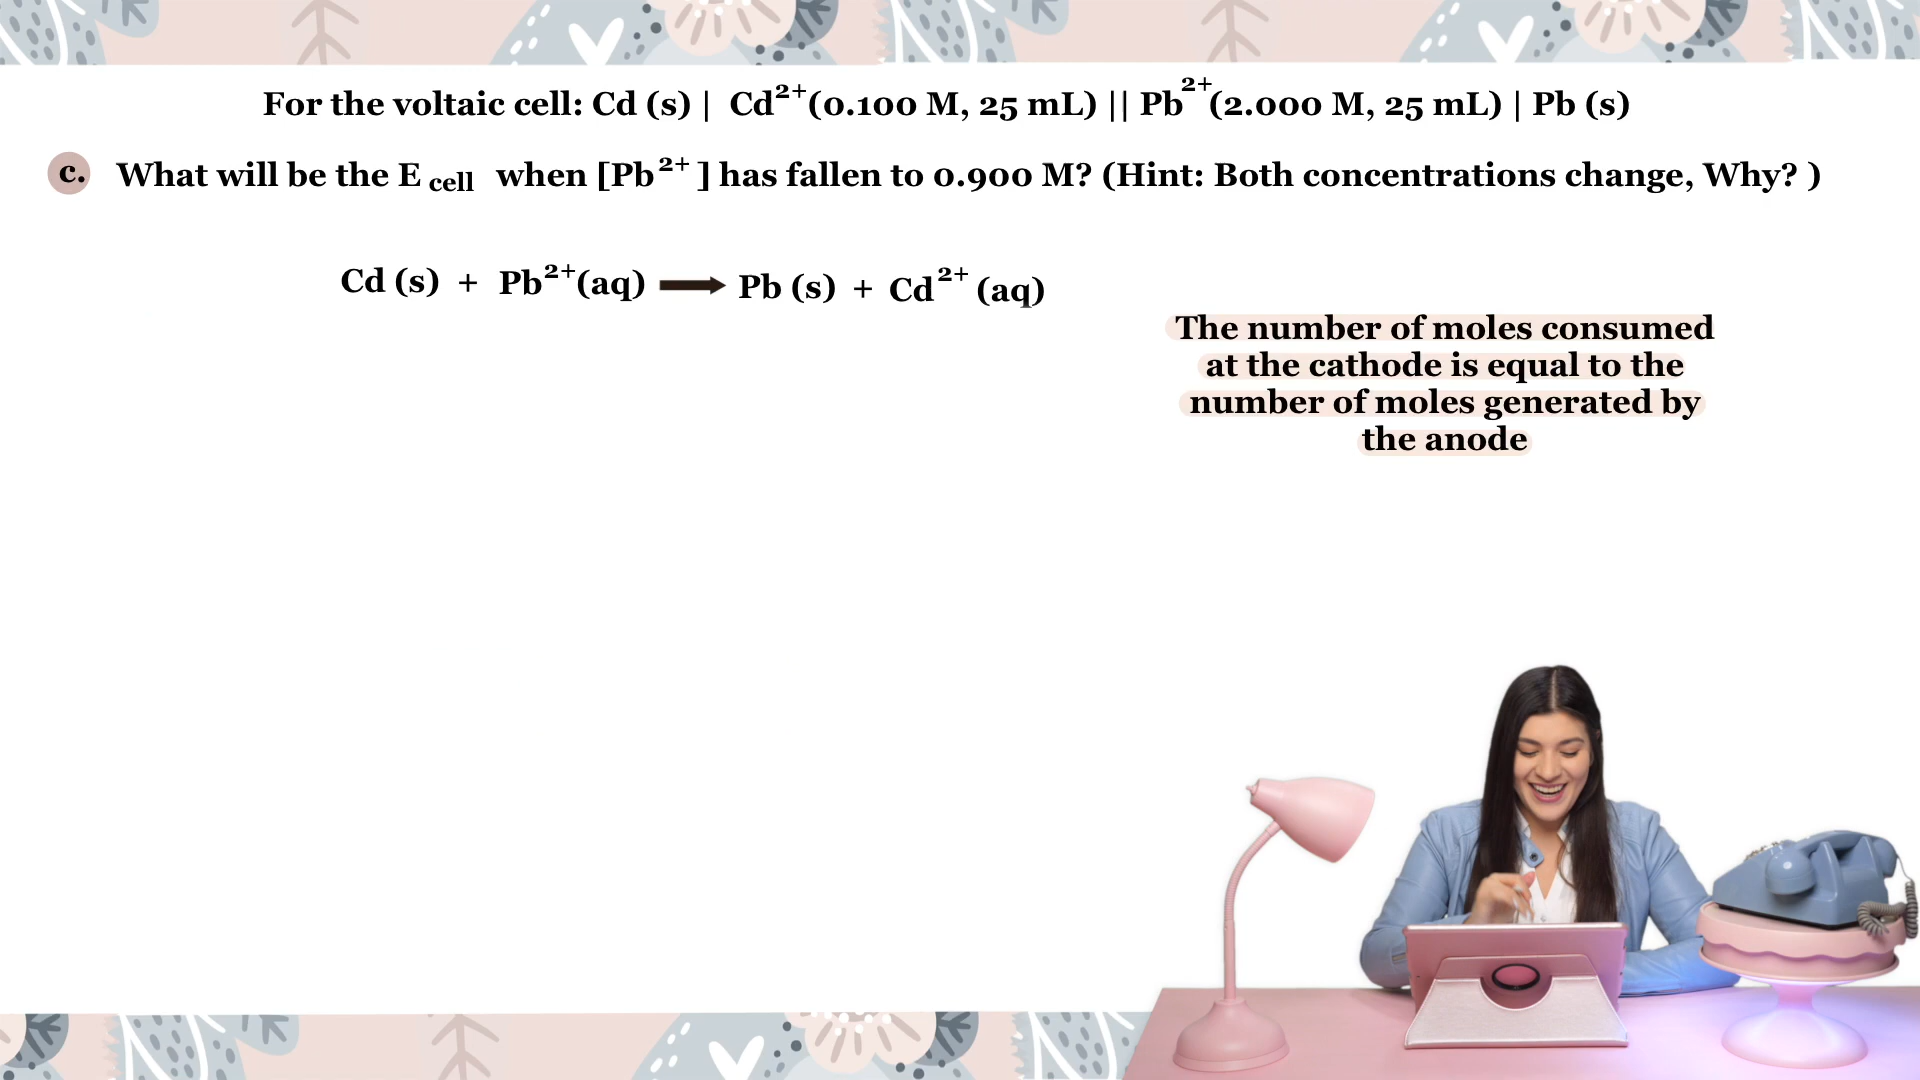 For the voltaic cell: Cd (s) | Cd²⁺(0.100 M, 25 mL) || Pb²⁺(2.000 M, 25 mL) | Pb (s)
c. What will be the E cell when [Pb²⁺ ] has fallen to 0.900 M? (Hint: Both concentrations change, Why? )
Cd (s) + Pb²⁺(aq) → Pb (s) + Cd²⁺ (aq)
The number of moles consumed
at the cathode is equal to the
number of moles generated by
the anode